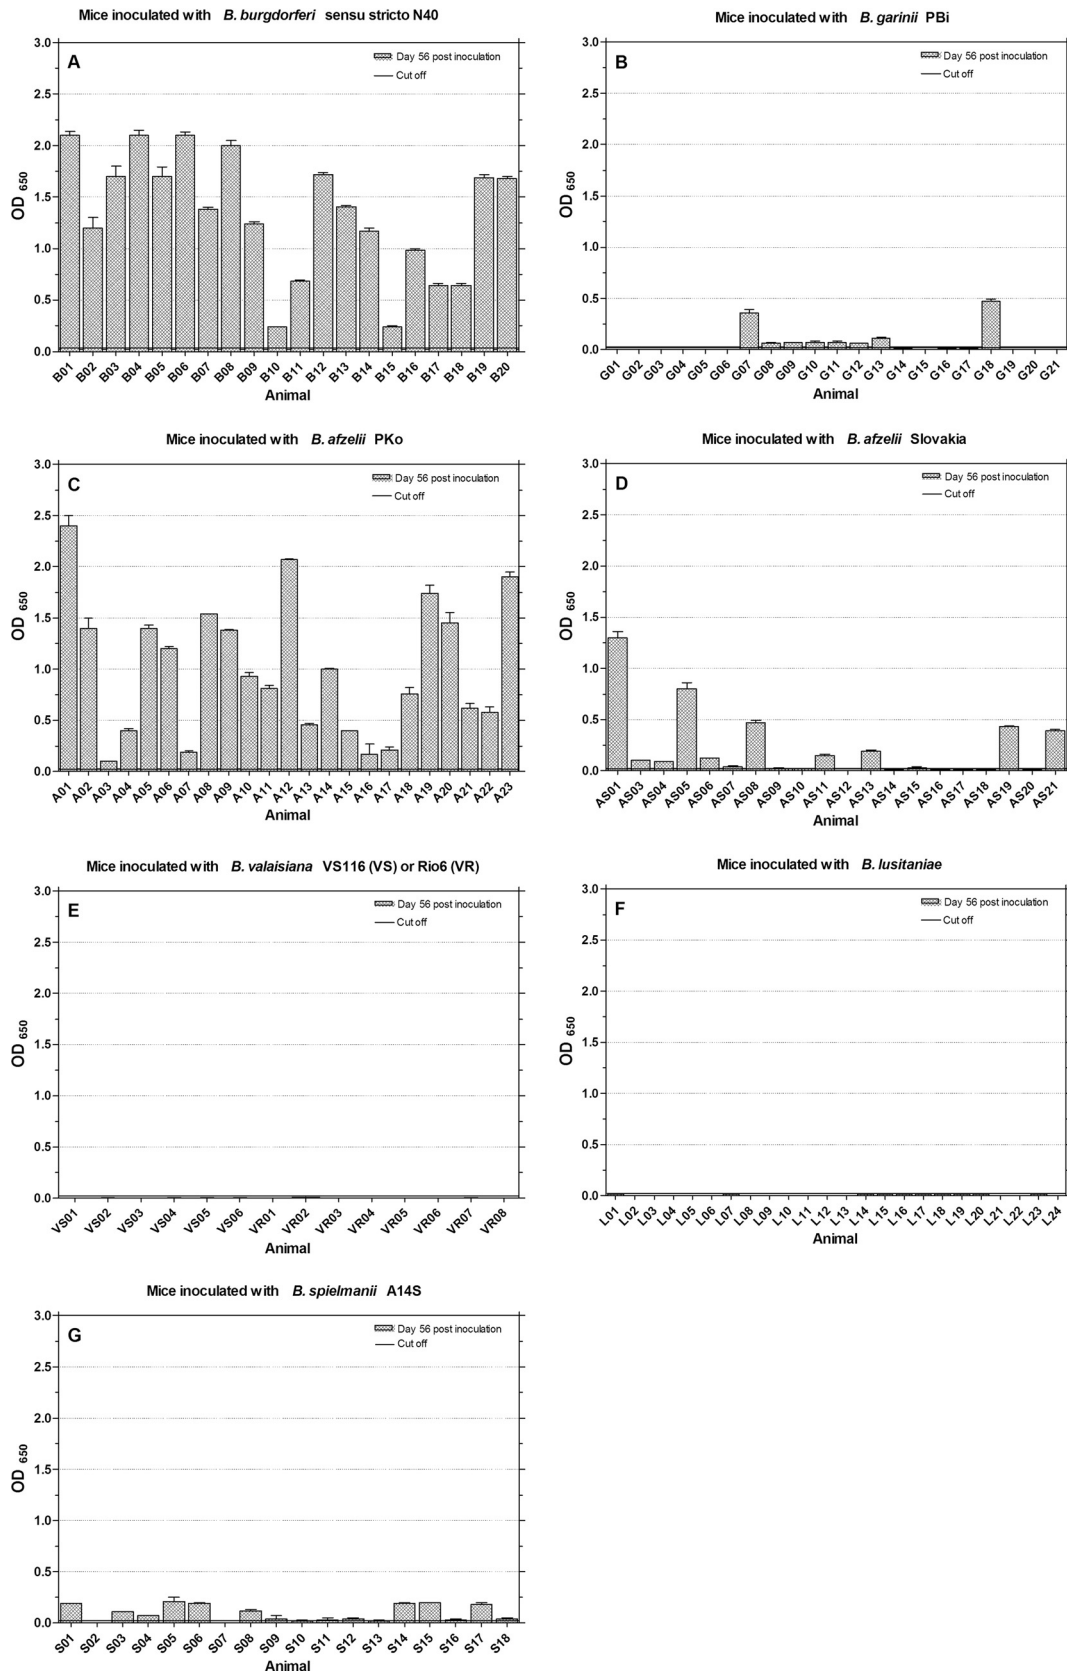 Mice inoculated with B. burgdorferi sensu stricto N40
A
Day 56 post inoculation
Cut off
3.0
2.5
2.0
1.5
1.0
0.5
0.0
OD 650
B01 B02 B03 B04 B05 B06 B07 B08 B09 B10 B11 B12 B13 B14 B15 B16 B17 B18 B19 B20
Animal
Mice inoculated with B. garinii PBi
B
Day 56 post inoculation
Cut off
3.0
2.5
2.0
1.5
1.0
0.5
0.0
OD 650
G01 G02 G03 G04 G05 G06 G07 G08 G09 G10 G11 G12 G13 G14 G15 G16 G17 G18 G19 G20 G21
Animal
Mice inoculated with B. afzelii PKo
C
Day 56 post inoculation
Cut off
3.0
2.5
2.0
1.5
1.0
0.5
0.0
OD 650
A01 A02 A03 A04 A05 A06 A07 A08 A09 A10 A11 A12 A13 A14 A15 A16 A17 A18 A19 A20 A21 A22 A23
Animal
Mice inoculated with B. afzelii Slovakia
D
Day 56 post inoculation
Cut off
3.0
2.5
2.0
1.5
1.0
0.5
0.0
OD 650
AS01 AS03 AS04 AS05 AS06 AS07 AS08 AS09 AS10 AS11 AS12 AS13 AS14 AS15 AS16 AS17 AS18 AS19 AS20 AS21
Animal
Mice inoculated with B. valaisiana VS116 (VS) or Rio6 (VR)
E
Day 56 post inoculation
Cut off
3.0
2.5
2.0
1.5
1.0
0.5
0.0
OD 650
VS01 VS02 VS03 VS04 VS05 VS06 VR01 VR02 VR03 VR04 VR05 VR06 VR07 VR08
Animal
Mice inoculated with B. lusitaniae
F
Day 56 post inoculation
Cut off
3.0
2.5
2.0
1.5
1.0
0.5
0.0
OD 650
L01 L02 L03 L04 L05 L06 L07 L08 L09 L10 L11 L12 L13 L14 L15 L16 L17 L18 L19 L20 L21 L22 L23 L24
Animal
Mice inoculated with B. spielmanii A14S
G
Day 56 post inoculation
Cut off
3.0
2.5
2.0
1.5
1.0
0.5
0.0
OD 650
S01 S02 S03 S04 S05 S06 S07 S08 S09 S10 S11 S12 S13 S14 S15 S16 S17 S18
Animal